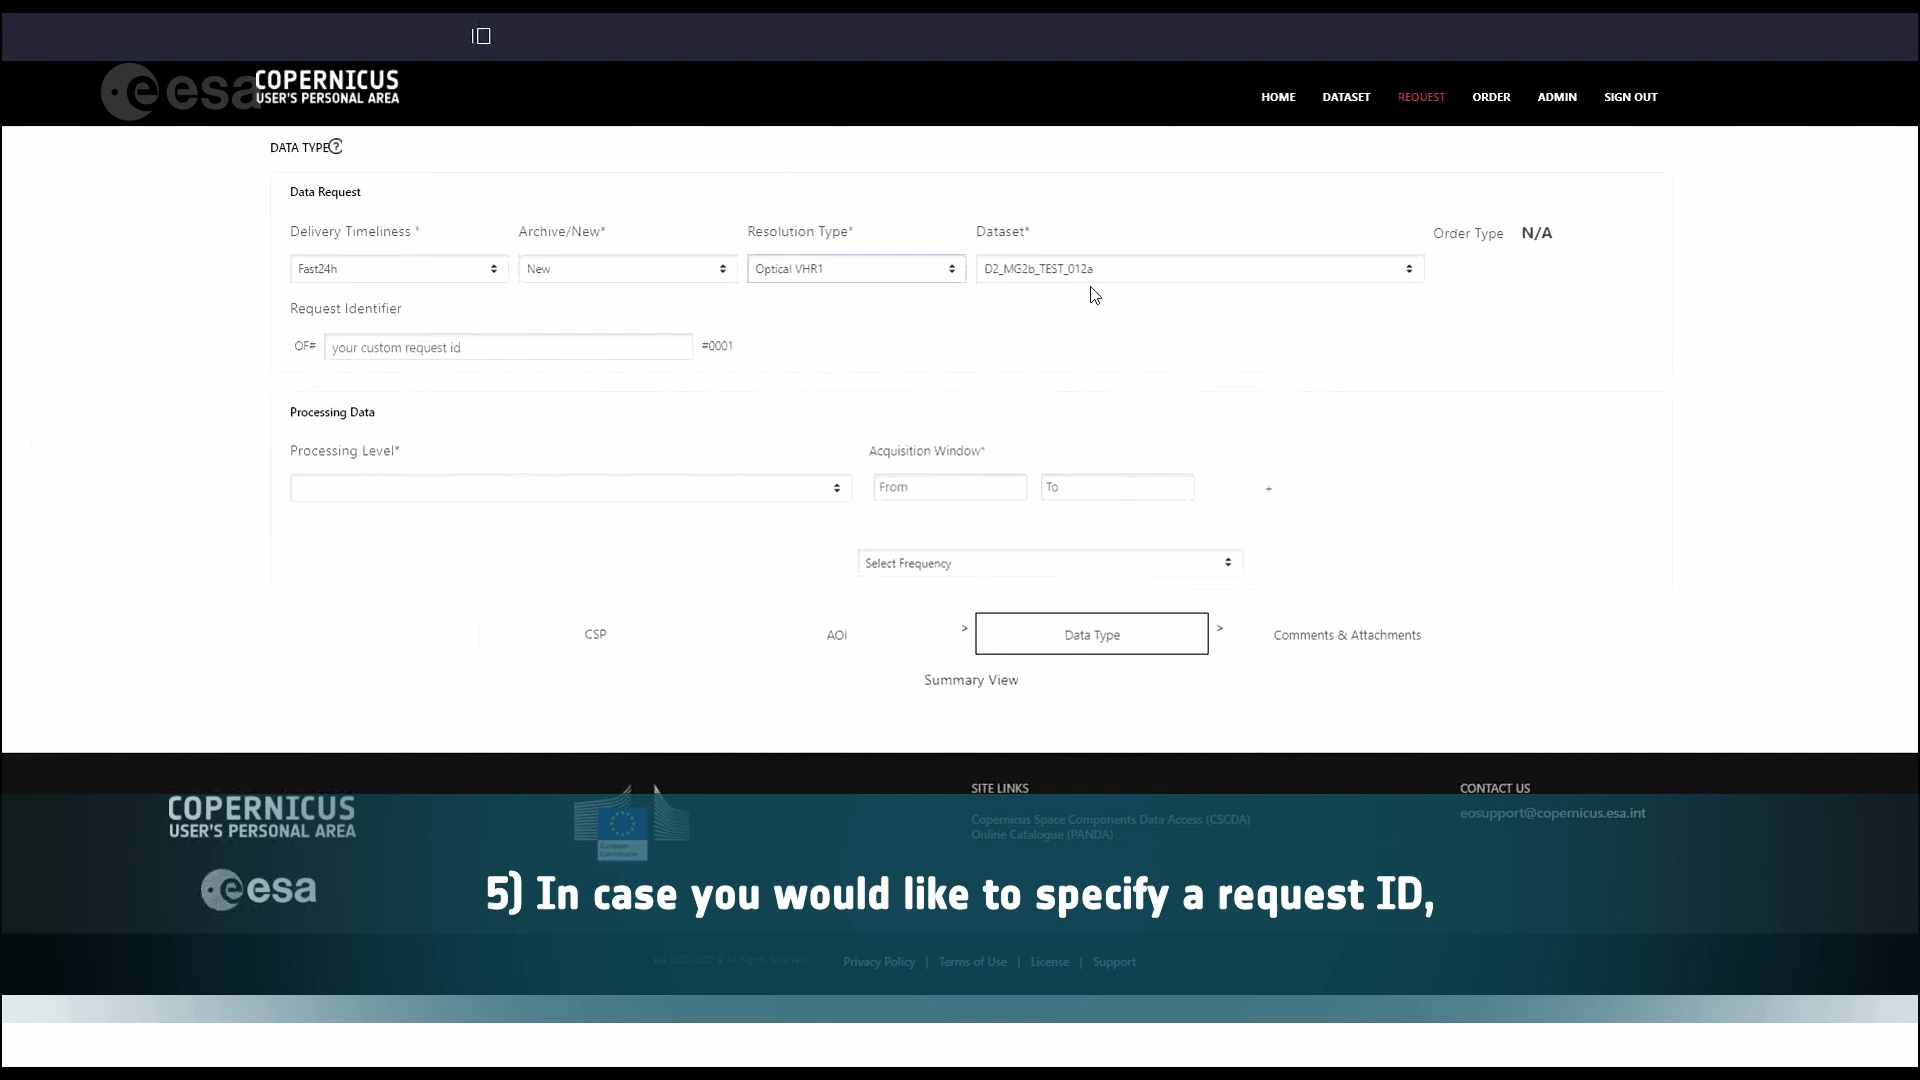 esa
COPERNICUS
USER'S PERSONAL AREA
HOME DATASET REQUEST ORDER ADMIN SIGN OUT
DATA TYPE ?
Data Request
Delivery Timeliness * Archive/New* Resolution Type* Dataset* Order Type N/A
Fast24h New Optical VHR1 D2_MG2b_TEST_012a
Request Identifier
OF# your custom request id #0001
Processing Data
Processing Level* Acquisition Window*
From To +
Select Frequency
CSP AOI > Data Type > Comments & Attachments
Summary View
COPERNICUS
USER'S PERSONAL AREA
esa
European
Commission
SITE LINKS
Copernicus Space Components Data Access (CSCDA)
Online Catalogue (PANDA)
CONTACT US
eosupport@copernicus.esa.int
5) In case you would like to specify a request ID,
Privacy Policy | Terms of Use | License | Support